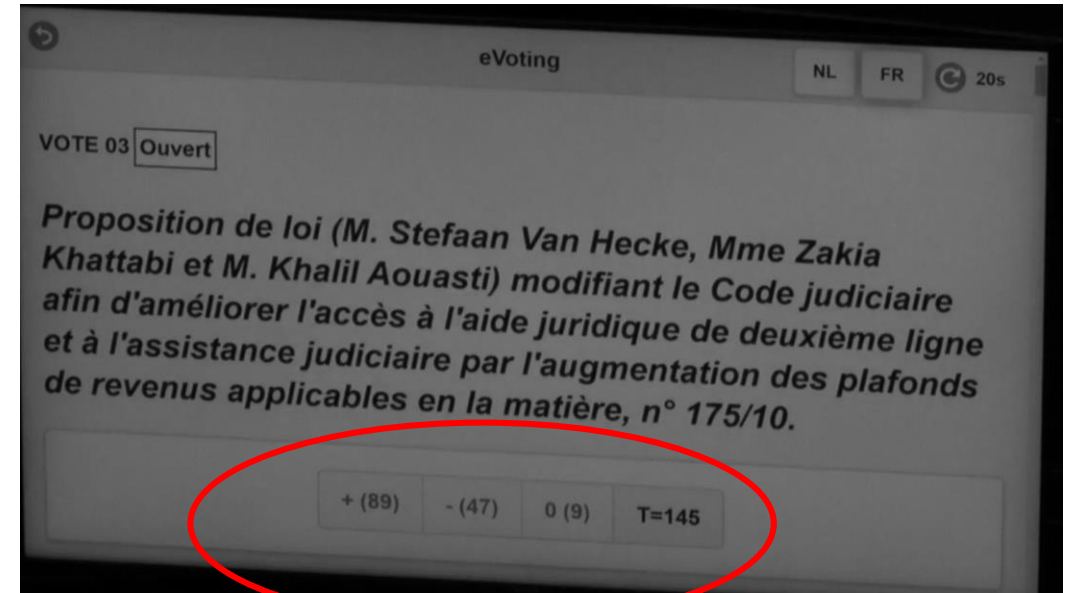 eVoting
NL FR 20s
VOTE 03 Ouvert
Proposition de loi (M. Stefaan Van Hecke, Mme Zakia
Khattabi et M. Khalil Aouasti) modifiant le Code judiciaire
afin d'améliorer l'accès à l'aide juridique de deuxième ligne
et à l'assistance judiciaire par l'augmentation des plafonds
de revenus applicables en la matière, n° 175/10.
+ (89) - (47) 0 (9) T=145